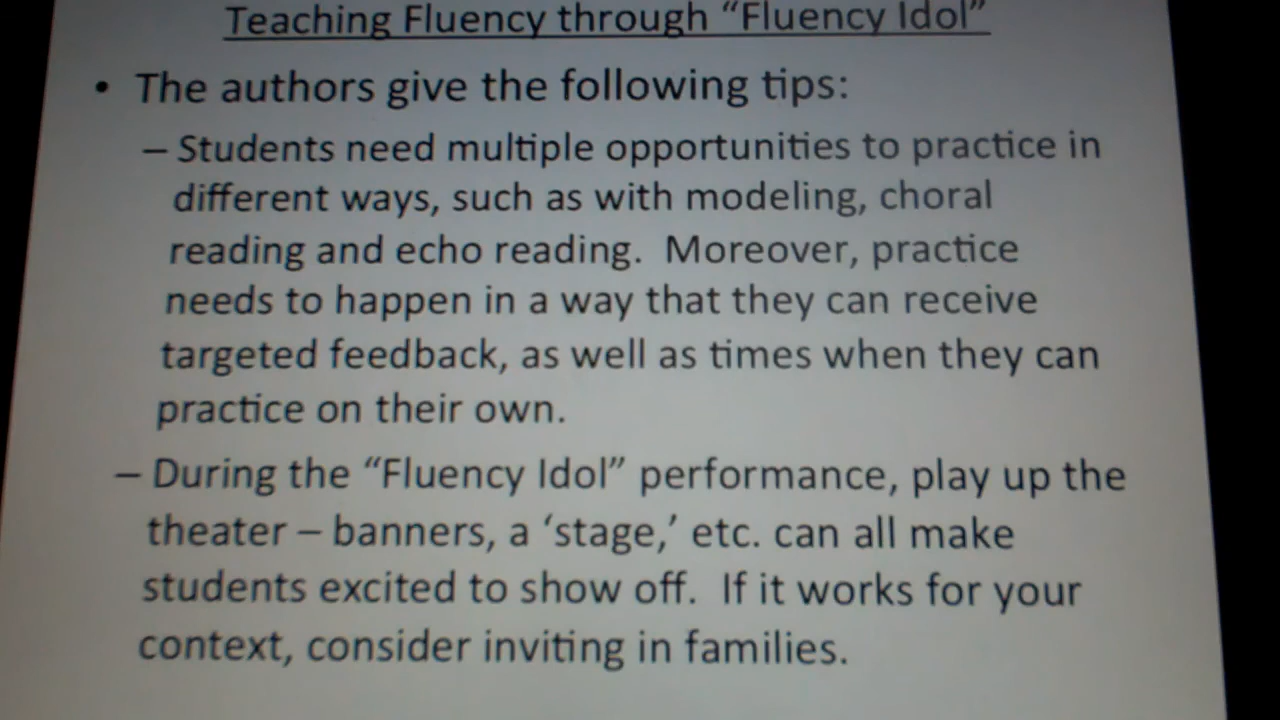 Teaching Fluency through “Fluency Idol”
• The authors give the following tips:
– Students need multiple opportunities to practice in
different ways, such as with modeling, choral
reading and echo reading.  Moreover, practice
needs to happen in a way that they can receive
targeted feedback, as well as times when they can
practice on their own.
– During the “Fluency Idol” performance, play up the
theater – banners, a ‘stage,’ etc. can all make
students excited to show off.  If it works for your
context, consider inviting in families.